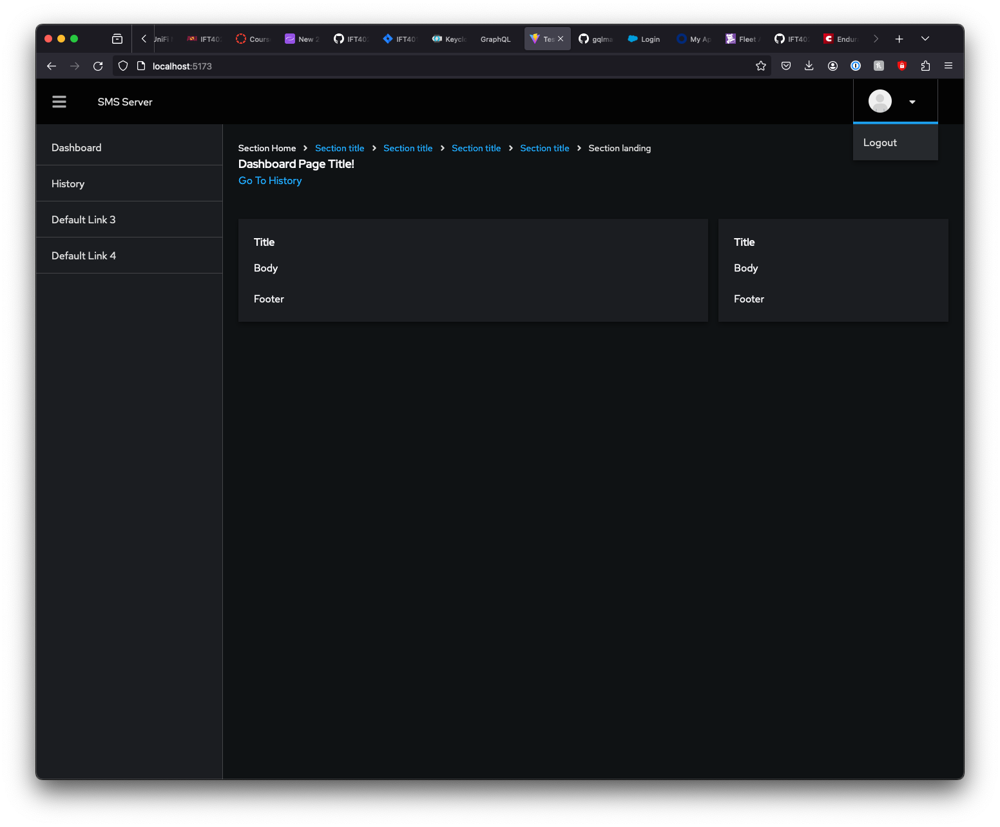 UniFi IFT40 Cours New 2 IFT40 IFT40 Keycl GraphQL Tes gqlma Login My Ap Fleet IFT40 Endur
localhost:5173
SMS Server
Logout
Dashboard
History
Default Link 3
Default Link 4
Section Home Section title Section title Section title Section title Section landing
Dashboard Page Title!
Go To History
Title
Body
Footer
Title
Body
Footer